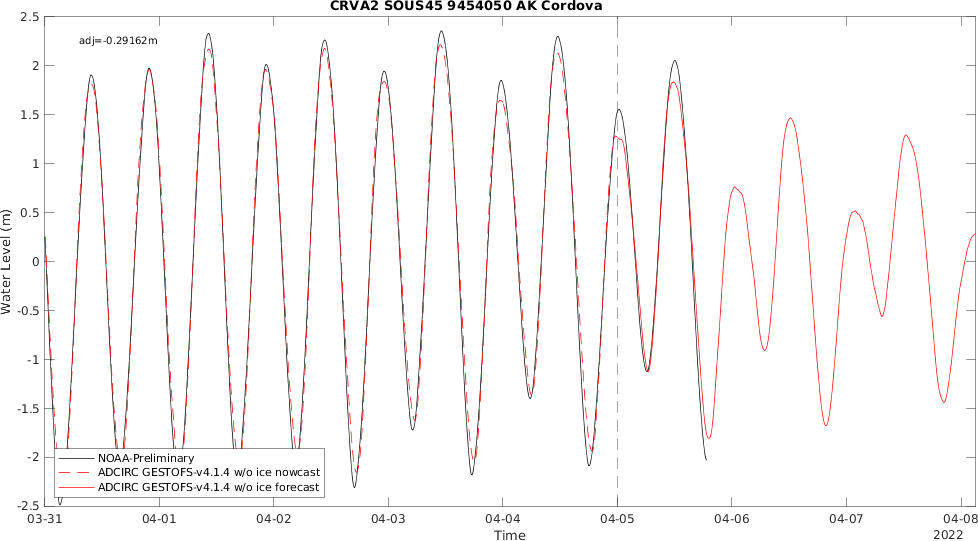 CRVA2 SOUS45 9454050 AK Cordova
adj=-0.29162m
2.5
2
1.5
1
0.5
0
-0.5
-1
-1.5
-2
-2.5
Water Level (m)
NOAA-Preliminary
ADCIRC GESTOFS-v4.1.4 w/o ice nowcast
ADCIRC GESTOFS-v4.1.4 w/o ice forecast
03-31 04-01 04-02 04-03 04-04 04-05 04-06 04-07 04-08
Time
2022